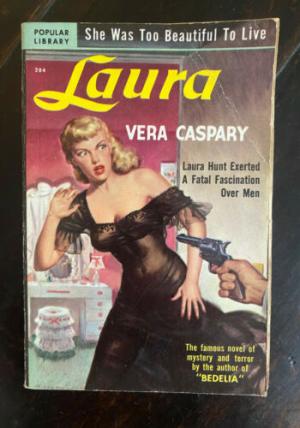 POPULAR
LIBRARY
She Was Too Beautiful To Live
284
Laura
VERA CASPARY
Laura Hunt Exerted
A Fatal Fascination
Over Men
The famous novel of
mystery and terror
by the author of
"BEDELIA"